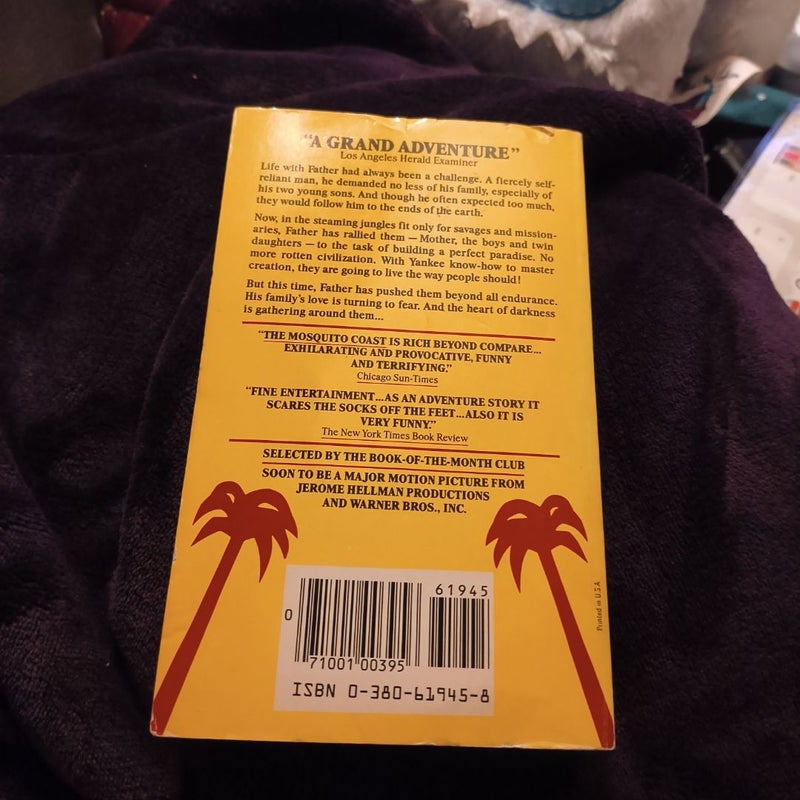 "A GRAND ADVENTURE"
Los Angeles Herald Examiner
Life with Father had always been a challenge. A fiercely self-
reliant man, he demanded no less of his family, especially of
his two young sons. And though he often expected too much,
they would follow him to the ends of the earth.
Now, in the steaming jungles fit only for savages and mission-
aries, Father has rallied them — Mother, the boys and twin
daughters — to the task of building a perfect paradise. No
more rotten civilization. With Yankee know-how to master
creation, they are going to live the way people should!
But this time, Father has pushed them beyond all endurance.
His family's love is turning to fear. And the heart of darkness
is gathering around them...
"THE MOSQUITO COAST IS RICH BEYOND COMPARE...
EXHILARATING AND PROVOCATIVE, FUNNY
AND TERRIFYING."
Chicago Sun-Times
"FINE ENTERTAINMENT...AS AN ADVENTURE STORY IT
SCARES THE SOCKS OFF THE FEET...ALSO IT IS
VERY FUNNY."
The New York Times Book Review
SELECTED BY THE BOOK-OF-THE-MONTH CLUB
SOON TO BE A MAJOR MOTION PICTURE FROM
JEROME HELLMAN PRODUCTIONS
AND WARNER BROS., INC.
61945
0
71001 00395
ISBN 0-380-61945-8
Printed in U.S.A.